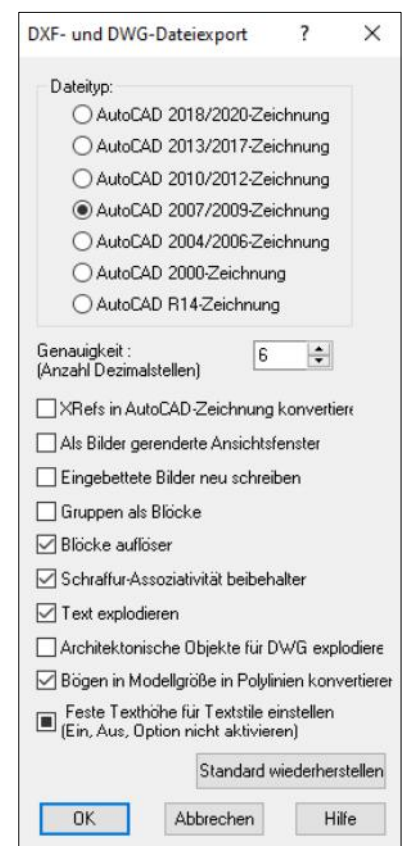 DXF- und DWG-Dateiexport ?
Dateityp:
AutoCAD 2018/2020-Zeichnung
AutoCAD 2013/2017-Zeichnung
AutoCAD 2010/2012-Zeichnung
AutoCAD 2007/2009-Zeichnung
AutoCAD 2004/2006-Zeichnung
AutoCAD 2000-Zeichnung
AutoCAD R14-Zeichnung
Genauigkeit : 6
(Anzahl Dezimalstellen)
XRefs in AutoCAD-Zeichnung konvertiere
Als Bilder gerenderte Ansichtsfenster
Eingebettete Bilder neu schreiben
Gruppen als Blöcke
Blöcke auflöser
Schraffur-Assoziativität beibehalter
Text explodieren
Architektonische Objekte für DWG explodiere
Bögen in Modellgröße in Polylinien konvertierer
Feste Texthöhe für Textstile einstellen
(Ein, Aus, Option nicht aktivieren)
Standard wiederherstellen
OK Abbrechen Hilfe